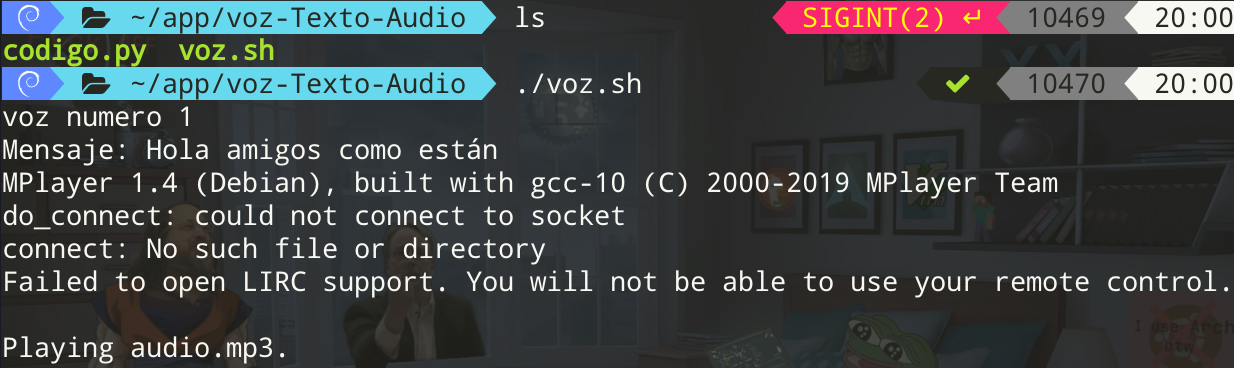 ~/app/voz-Texto-Audio ls SIGINT(2) ↵ 10469 20:00
codigo.py voz.sh
~/app/voz-Texto-Audio ./voz.sh ✔ 10470 20:00
voz numero 1
Mensaje: Hola amigos como están
MPlayer 1.4 (Debian), built with gcc-10 (C) 2000-2019 MPlayer Team
do_connect: could not connect to socket
connect: No such file or directory
Failed to open LIRC support. You will not be able to use your remote control.
I use Arch
btw
Playing audio.mp3.